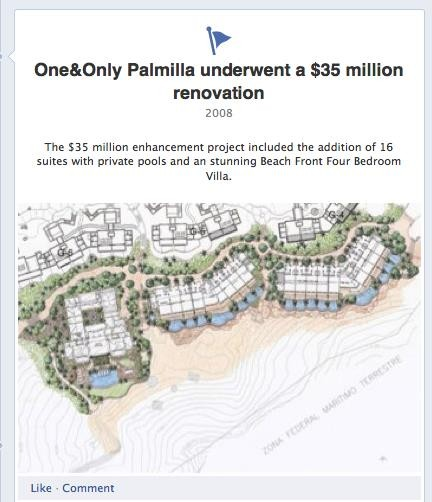 One&Only Palmilla underwent a $35 million
renovation
2008
The $35 million enhancement project included the addition of 16
suites with private pools and an stunning Beach Front Four Bedroom
Villa.
G-4
ZONA FEDERAL MARITIMO TERRESTRE
Like · Comment